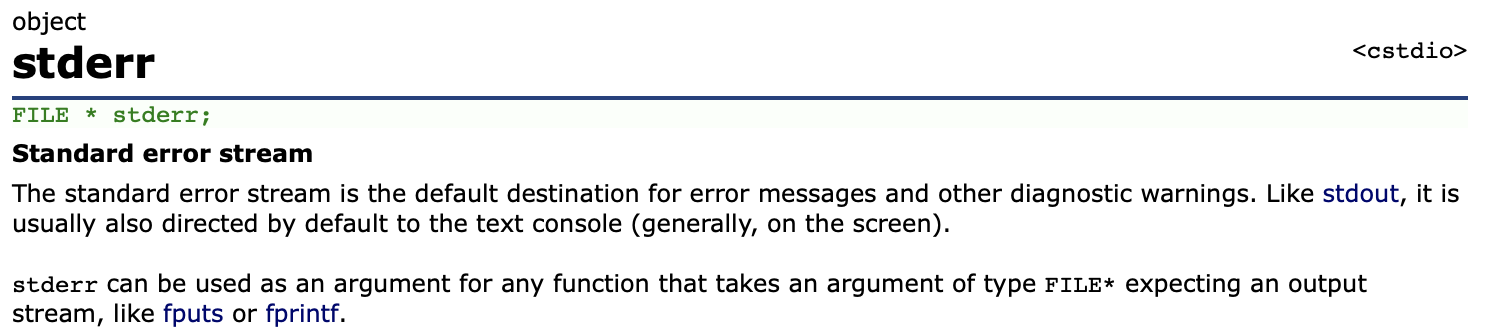 object
stderr
<cstdio>
FILE * stderr;
Standard error stream
The standard error stream is the default destination for error messages and other diagnostic warnings. Like stdout, it is
usually also directed by default to the text console (generally, on the screen).
stderr can be used as an argument for any function that takes an argument of type FILE* expecting an output
stream, like fputs or fprintf.